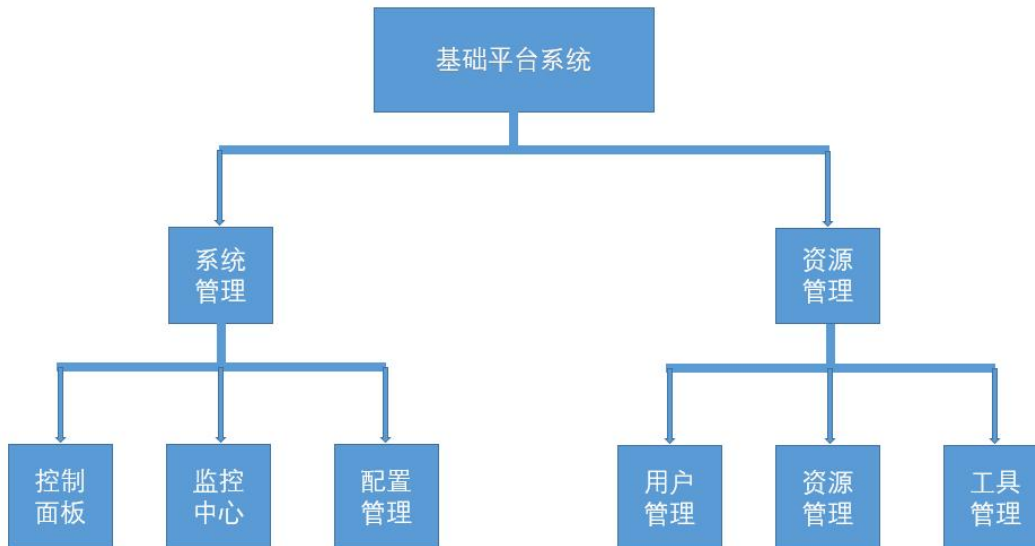 基础平台系统
系统
管理
资源
管理
控制
面板
监控
中心
配置
管理
用户
管理
资源
管理
工具
管理